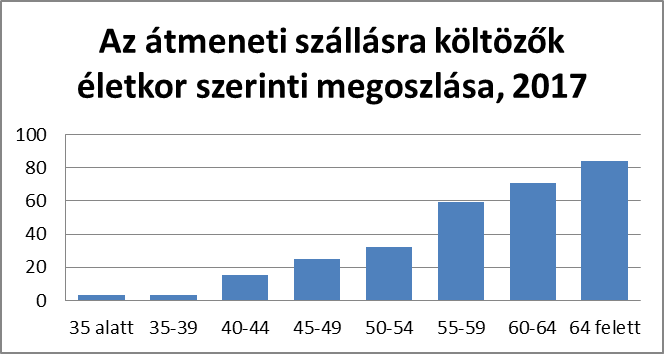 Az átmeneti szállásra költözők
életkor szerinti megoszlása, 2017
100
80
60
40
20
0
35 alatt 35-39 40-44 45-49 50-54 55-59 60-64 64 felett